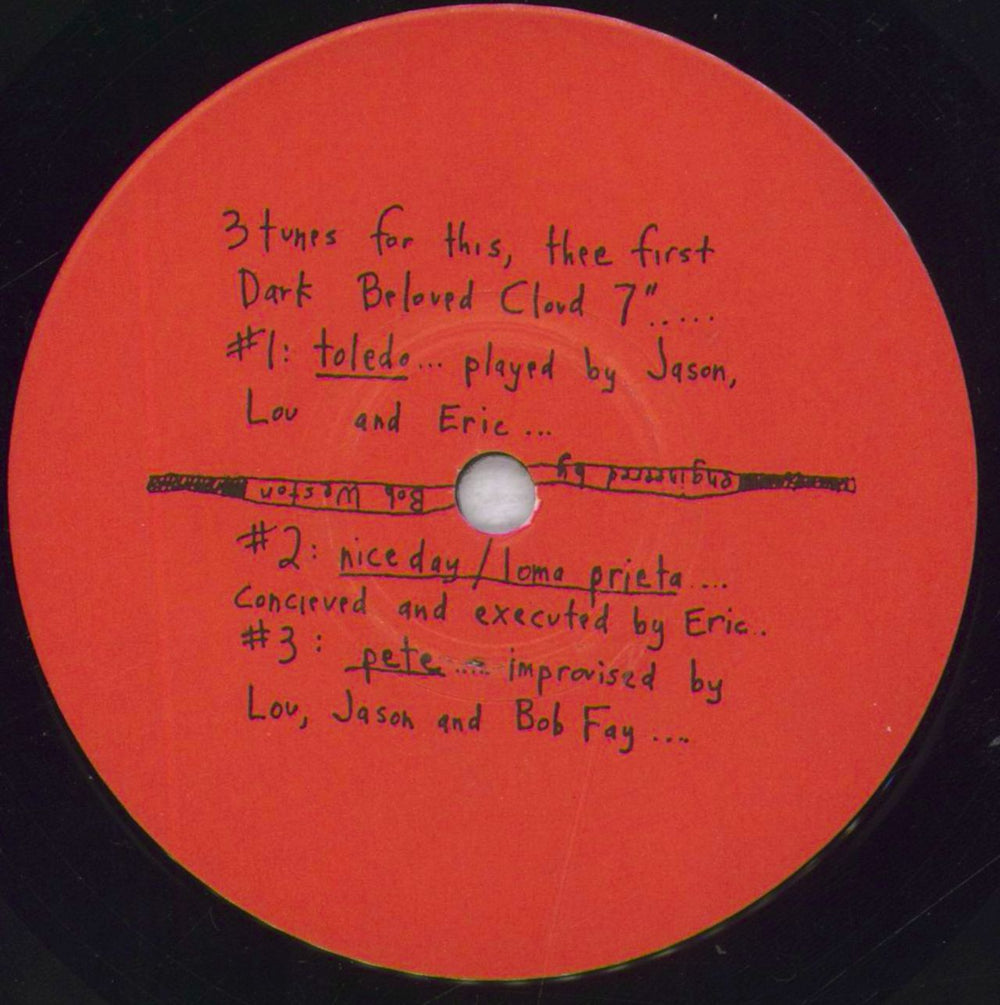 3 tunes for this, thee first
Dark Beloved Cloud 7".....
#1: toledo... played by Jason,
Lou and Eric ...
engineered by
Bob Weston
#2: nice day / loma prieta ....
concieved and executed by Eric..
#3: pete .... improvised by
Lou, Jason and Bob Fay ....